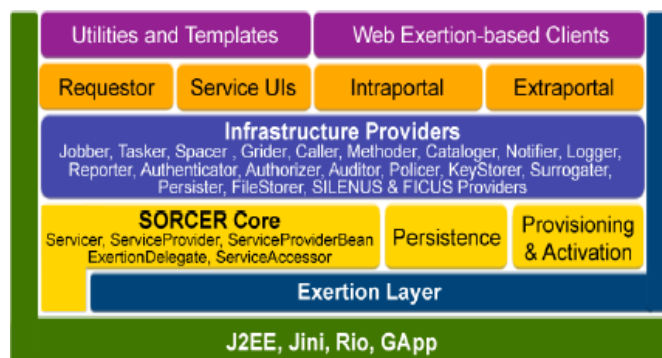 Utilities and Templates
Web Exertion-based Clients
Requestor
Service UIs
Intraportal
Extraportal
Infrastructure Providers
Jobber, Tasker, Spacer , Grider, Caller, Methoder, Cataloger, Notifier, Logger,
Reporter, Authenticator, Authorizer, Auditor, Policer, KeyStorer, Surrogater,
Persister, FileStorer, SILENUS & FICUS Providers
SORCER Core
Servicer, ServiceProvider, ServiceProviderBean
ExertionDelegate, ServiceAccessor
Persistence
Provisioning
& Activation
Exertion Layer
J2EE, Jini, Rio, GApp